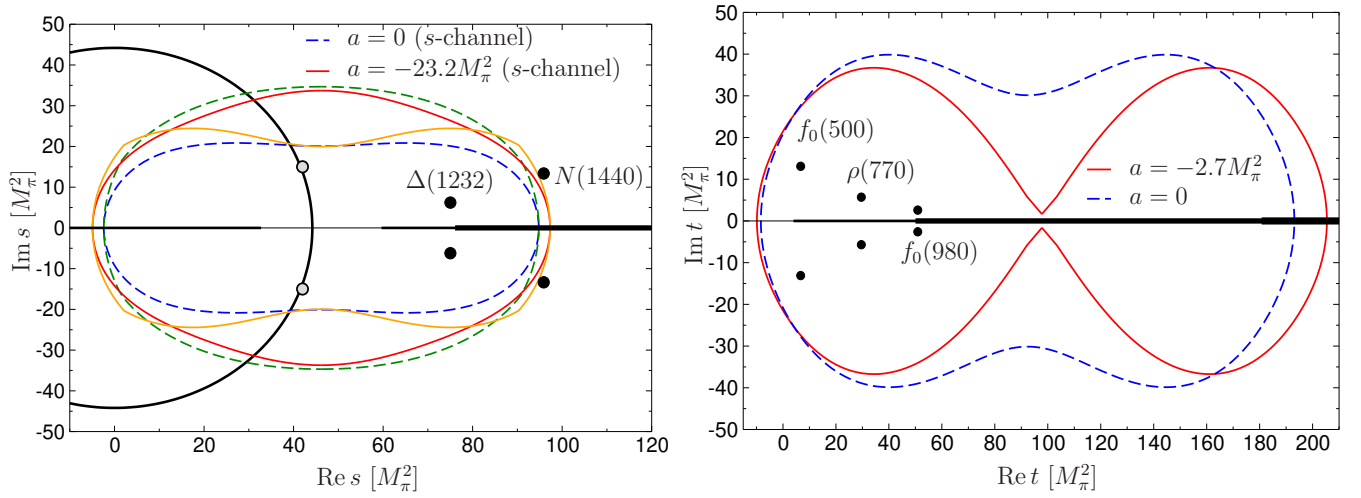 50
40
30
20
10
0
-10
-20
-30
-40
-50
Im s [M_π^2]
a = 0 (s-channel)
a = −23.2M_π^2 (s-channel)
Δ(1232)
N(1440)
0 20 40 60 80 100 120
Re s [M_π^2]
50
40
30
20
10
0
-10
-20
-30
-40
-50
Im t [M_π^2]
f_0(500)
ρ(770)
f_0(980)
a = −2.7M_π^2
a = 0
0 20 40 60 80 100 120 140 160 180 200
Re t [M_π^2]